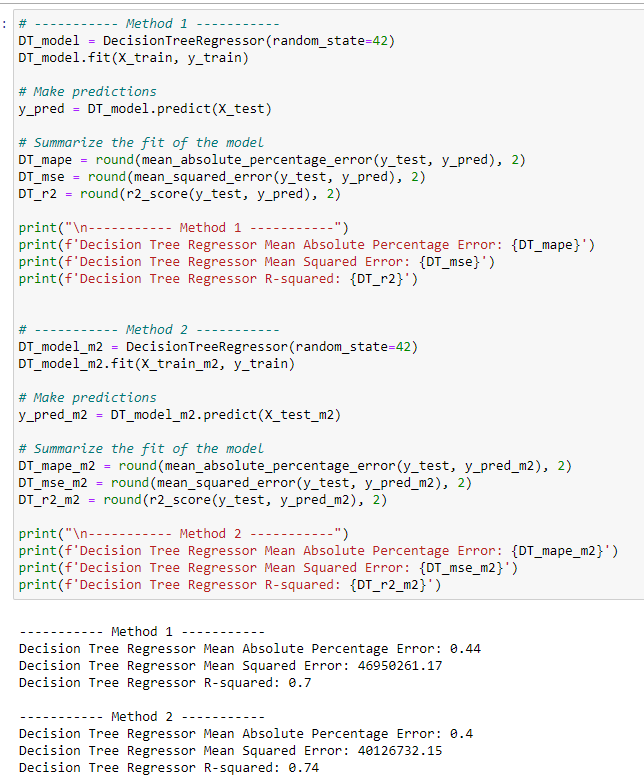 :
# ----------- Method 1 -----------
DT_model = DecisionTreeRegressor(random_state=42)
DT_model.fit(X_train, y_train)
# Make predictions
y_pred = DT_model.predict(X_test)
# Summarize the fit of the model
DT_mape = round(mean_absolute_percentage_error(y_test, y_pred), 2)
DT_mse = round(mean_squared_error(y_test, y_pred), 2)
DT_r2 = round(r2_score(y_test, y_pred), 2)
print("\n----------- Method 1 -----------")
print(f'Decision Tree Regressor Mean Absolute Percentage Error: {DT_mape}')
print(f'Decision Tree Regressor Mean Squared Error: {DT_mse}')
print(f'Decision Tree Regressor R-squared: {DT_r2}')
# ----------- Method 2 -----------
DT_model_m2 = DecisionTreeRegressor(random_state=42)
DT_model_m2.fit(X_train_m2, y_train)
# Make predictions
y_pred_m2 = DT_model_m2.predict(X_test_m2)
# Summarize the fit of the model
DT_mape_m2 = round(mean_absolute_percentage_error(y_test, y_pred_m2), 2)
DT_mse_m2 = round(mean_squared_error(y_test, y_pred_m2), 2)
DT_r2_m2 = round(r2_score(y_test, y_pred_m2), 2)
print("\n----------- Method 2 -----------")
print(f'Decision Tree Regressor Mean Absolute Percentage Error: {DT_mape_m2}')
print(f'Decision Tree Regressor Mean Squared Error: {DT_mse_m2}')
print(f'Decision Tree Regressor R-squared: {DT_r2_m2}')
----------- Method 1 -----------
Decision Tree Regressor Mean Absolute Percentage Error: 0.44
Decision Tree Regressor Mean Squared Error: 46950261.17
Decision Tree Regressor R-squared: 0.7
----------- Method 2 -----------
Decision Tree Regressor Mean Absolute Percentage Error: 0.4
Decision Tree Regressor Mean Squared Error: 40126732.15
Decision Tree Regressor R-squared: 0.74